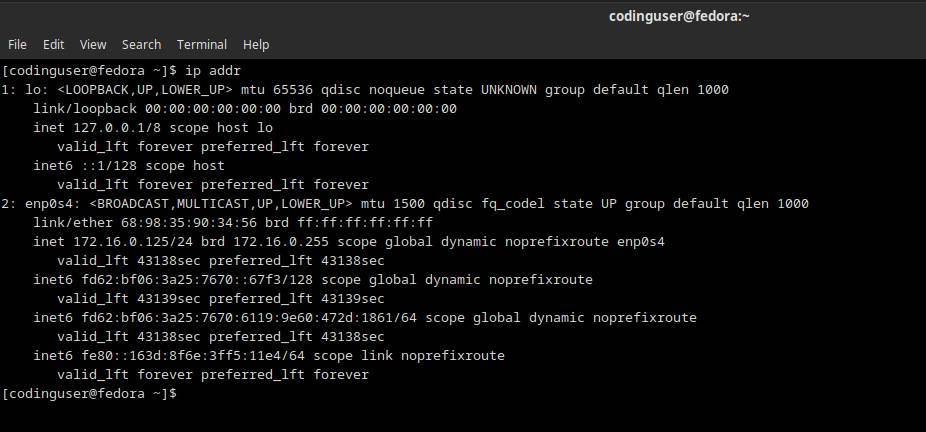 codinguser@fedora:~
File Edit View Search Terminal Help
[codinguser@fedora ~]$ ip addr
1: lo: <LOOPBACK,UP,LOWER_UP> mtu 65536 qdisc noqueue state UNKNOWN group default qlen 1000
    link/loopback 00:00:00:00:00:00 brd 00:00:00:00:00:00
    inet 127.0.0.1/8 scope host lo
       valid_lft forever preferred_lft forever
    inet6 ::1/128 scope host
       valid_lft forever preferred_lft forever
2: enp0s4: <BROADCAST,MULTICAST,UP,LOWER_UP> mtu 1500 qdisc fq_codel state UP group default qlen 1000
    link/ether 68:98:35:90:34:56 brd ff:ff:ff:ff:ff:ff
    inet 172.16.0.125/24 brd 172.16.0.255 scope global dynamic noprefixroute enp0s4
       valid_lft 43138sec preferred_lft 43138sec
    inet6 fd62:bf06:3a25:7670::67f3/128 scope global dynamic noprefixroute
       valid_lft 43139sec preferred_lft 43139sec
    inet6 fd62:bf06:3a25:7670:6119:9e60:472d:1861/64 scope global dynamic noprefixroute
       valid_lft 43138sec preferred_lft 43138sec
    inet6 fe80::163d:8f6e:3ff5:11e4/64 scope link noprefixroute
       valid_lft forever preferred_lft forever
[codinguser@fedora ~]$